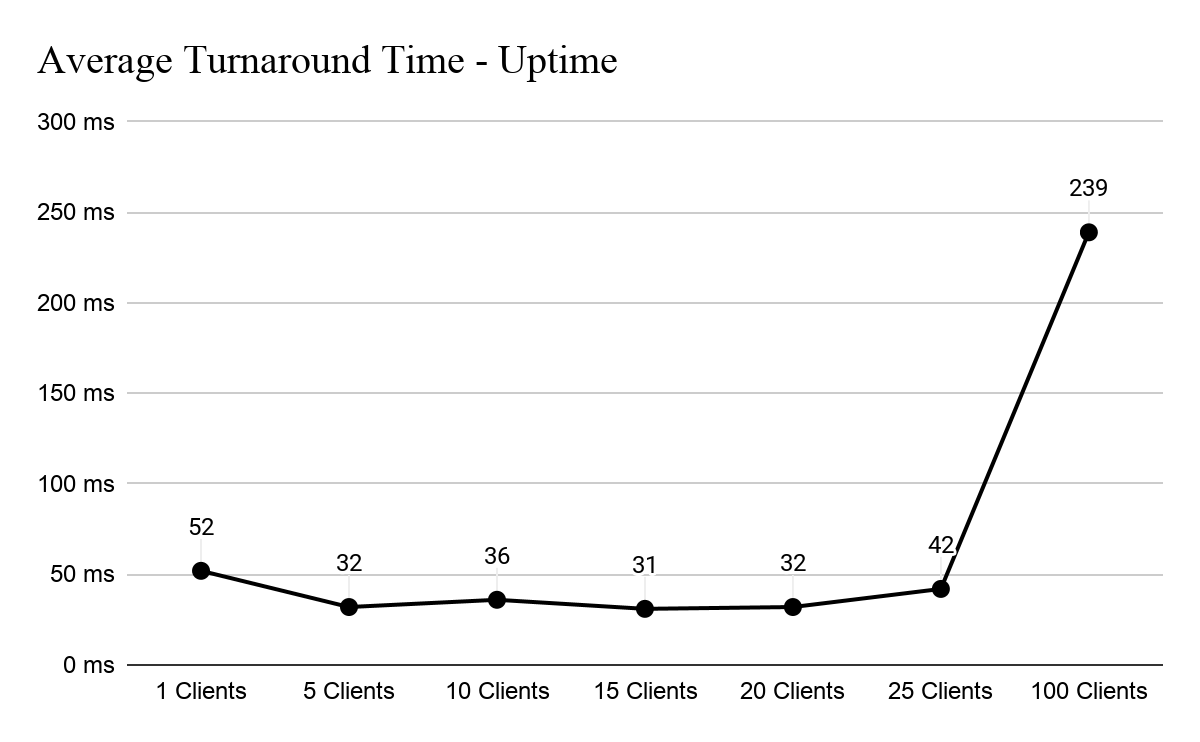 Average Turnaround Time - Uptime
300 ms
250 ms
200 ms
150 ms
100 ms
50 ms
0 ms
52
32
36
31
32
42
239
1 Clients
5 Clients
10 Clients
15 Clients
20 Clients
25 Clients
100 Clients